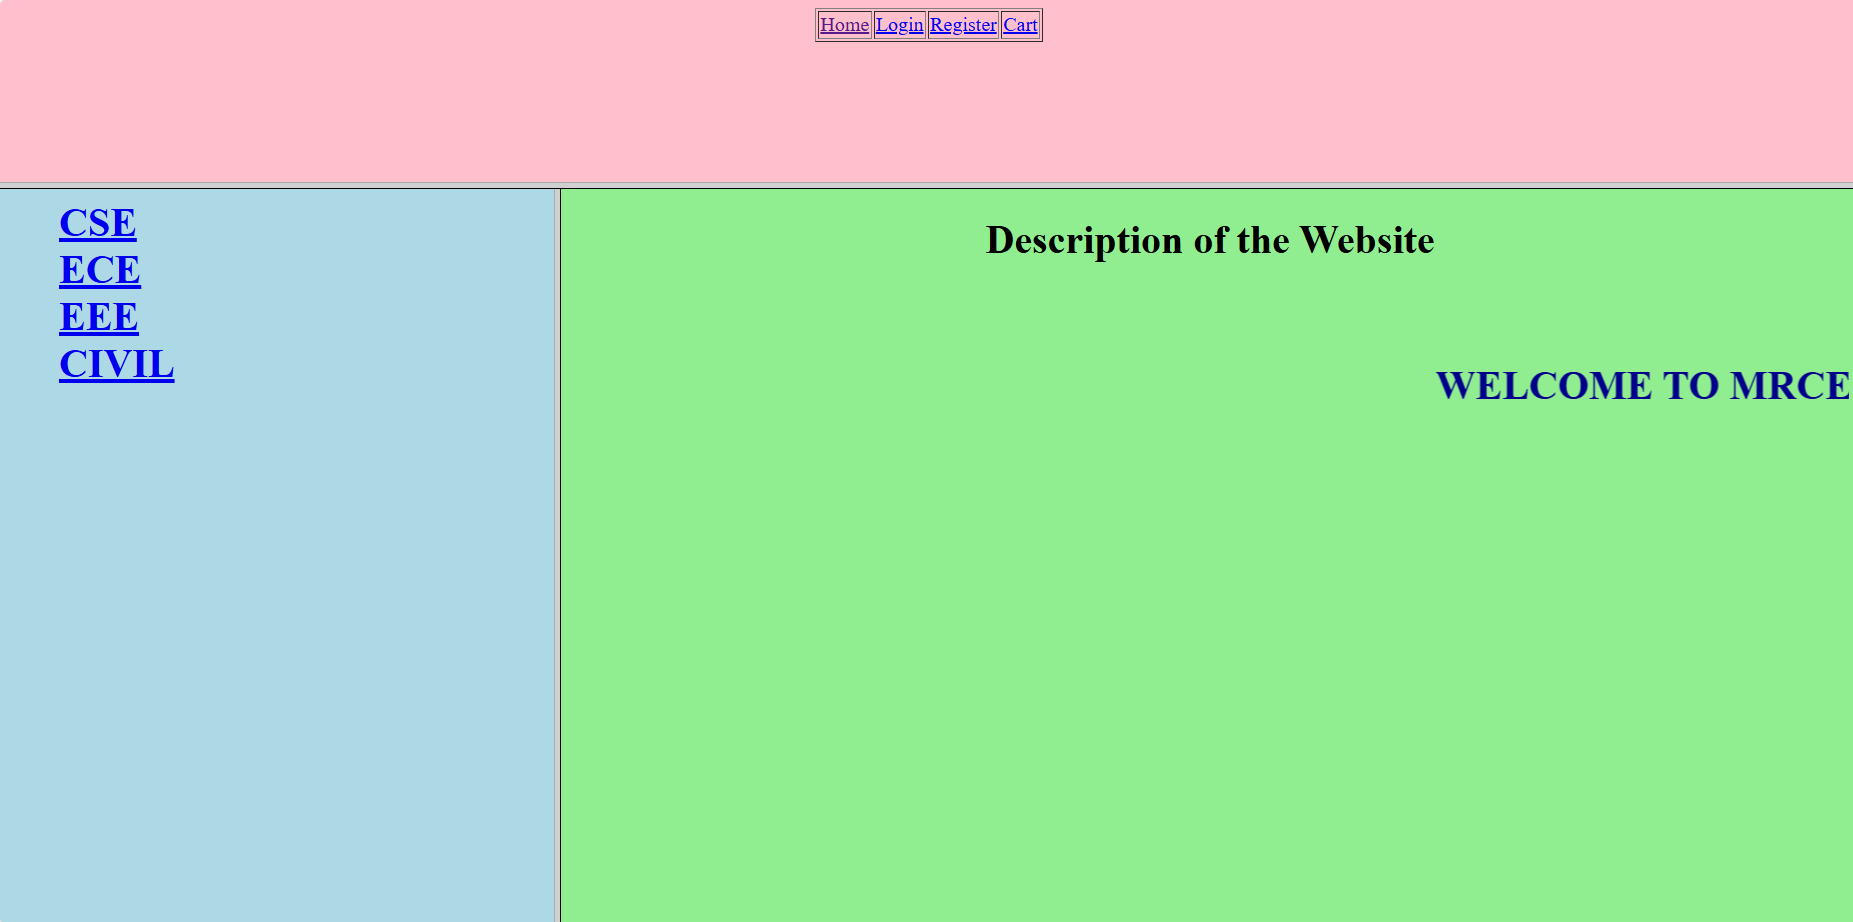 Home Login Register Cart
CSE
ECE
EEE
CIVIL
Description of the Website
WELCOME TO MRCE